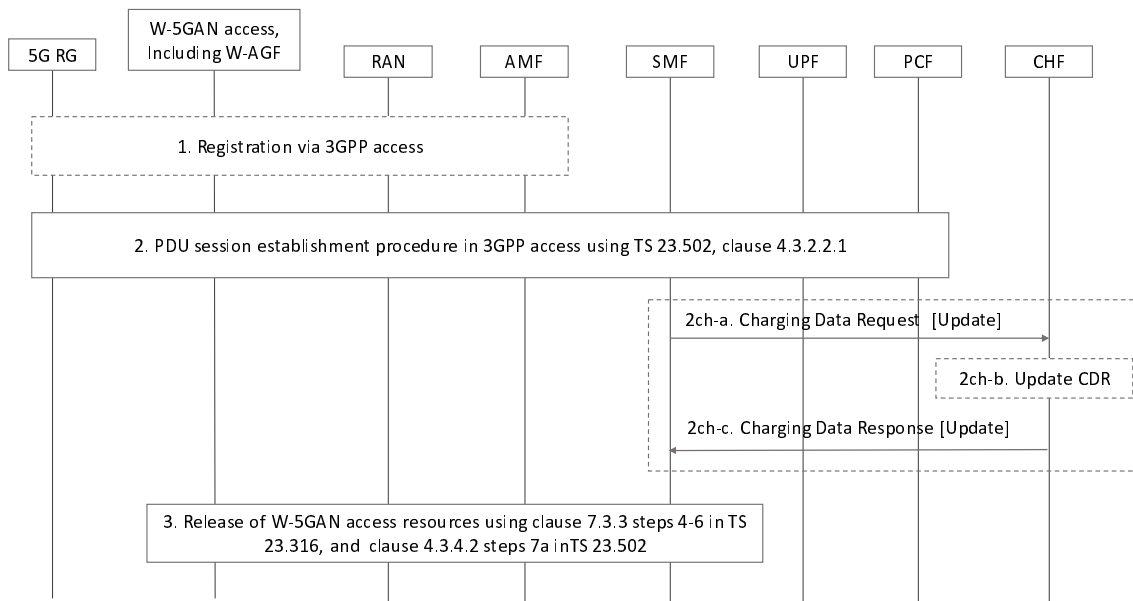 5G RG
W-5GAN access,
Including W-AGF
RAN
AMF
SMF
UPF
PCF
CHF
1. Registration via 3GPP access
2. PDU session establishment procedure in 3GPP access using TS 23.502, clause 4.3.2.2.1
2ch-a. Charging Data Request [Update]
2ch-b. Update CDR
2ch-c. Charging Data Response [Update]
3. Release of W-5GAN access resources using clause 7.3.3 steps 4-6 in TS
23.316, and clause 4.3.4.2 steps 7a inTS 23.502